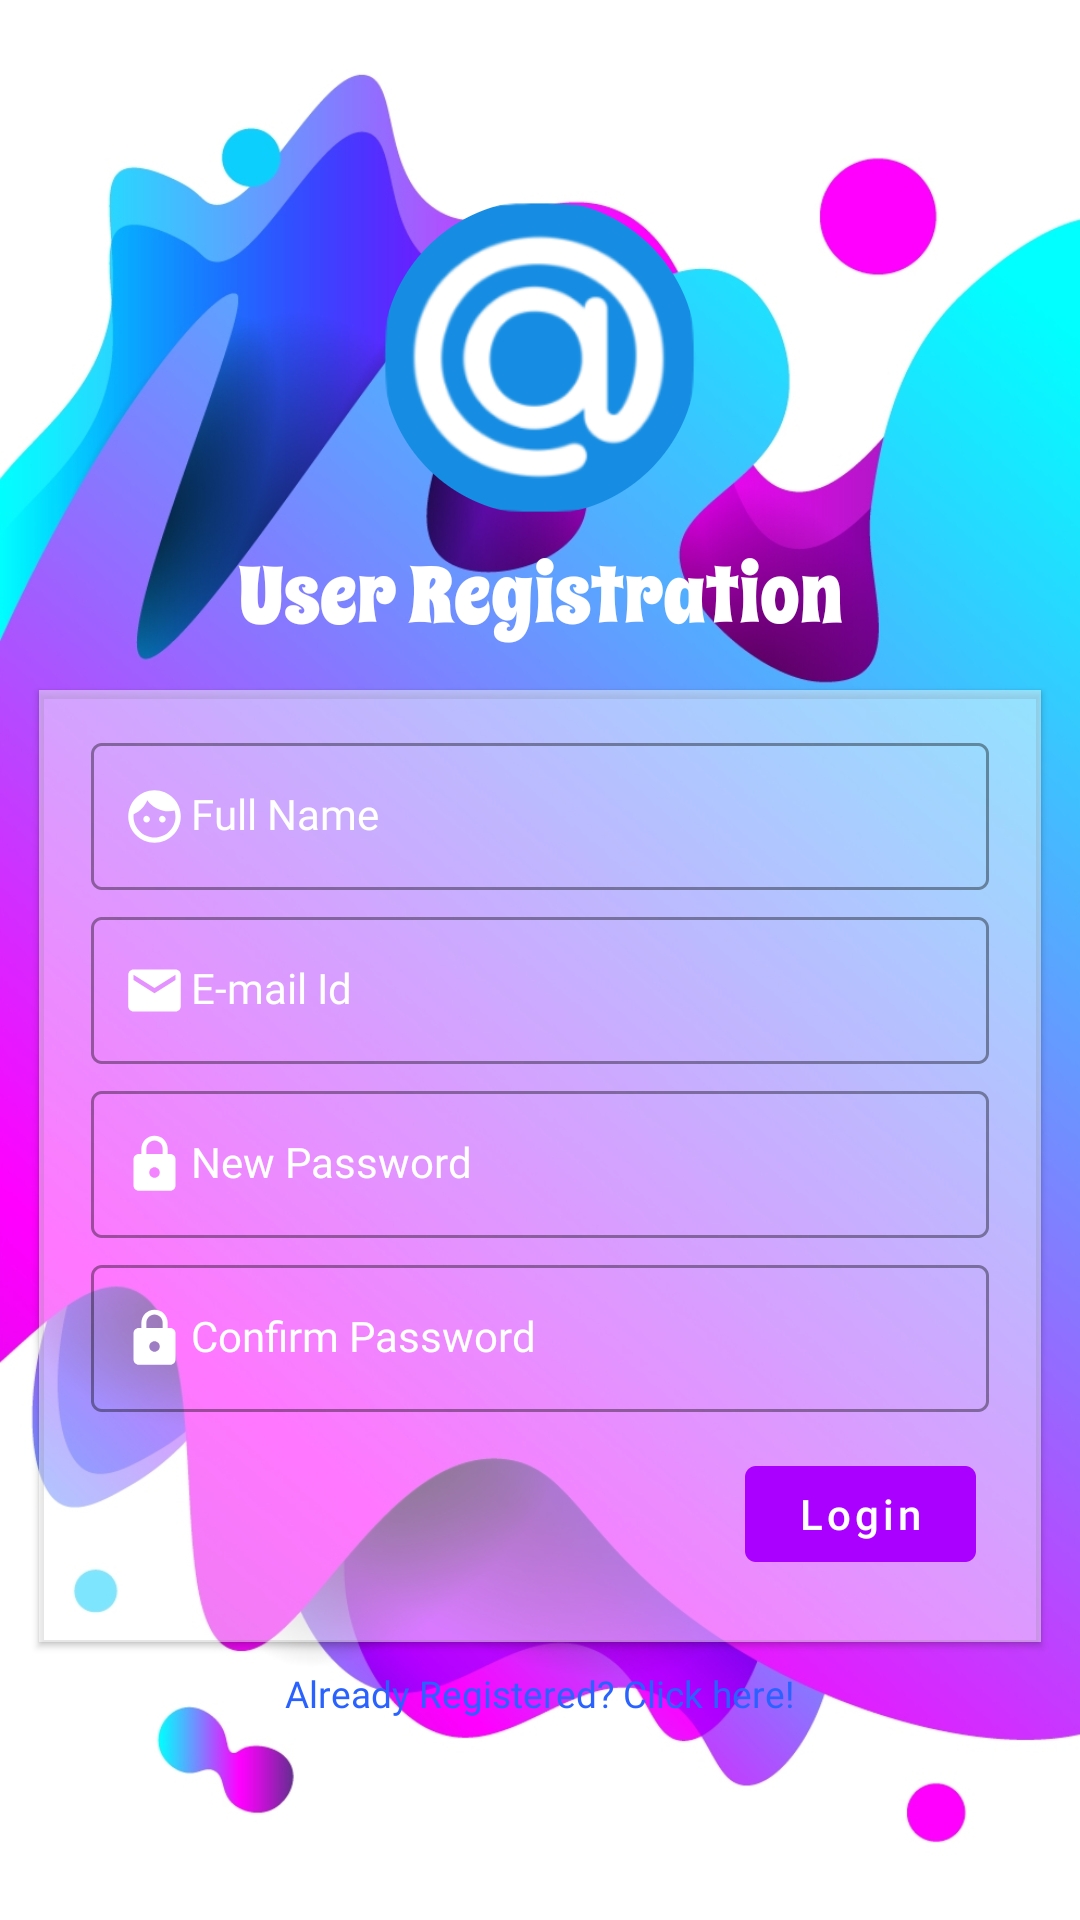 @
User Registration
Full Name
E-mail Id
New Password
Confirm Password
Login
Already Registered? Click here!